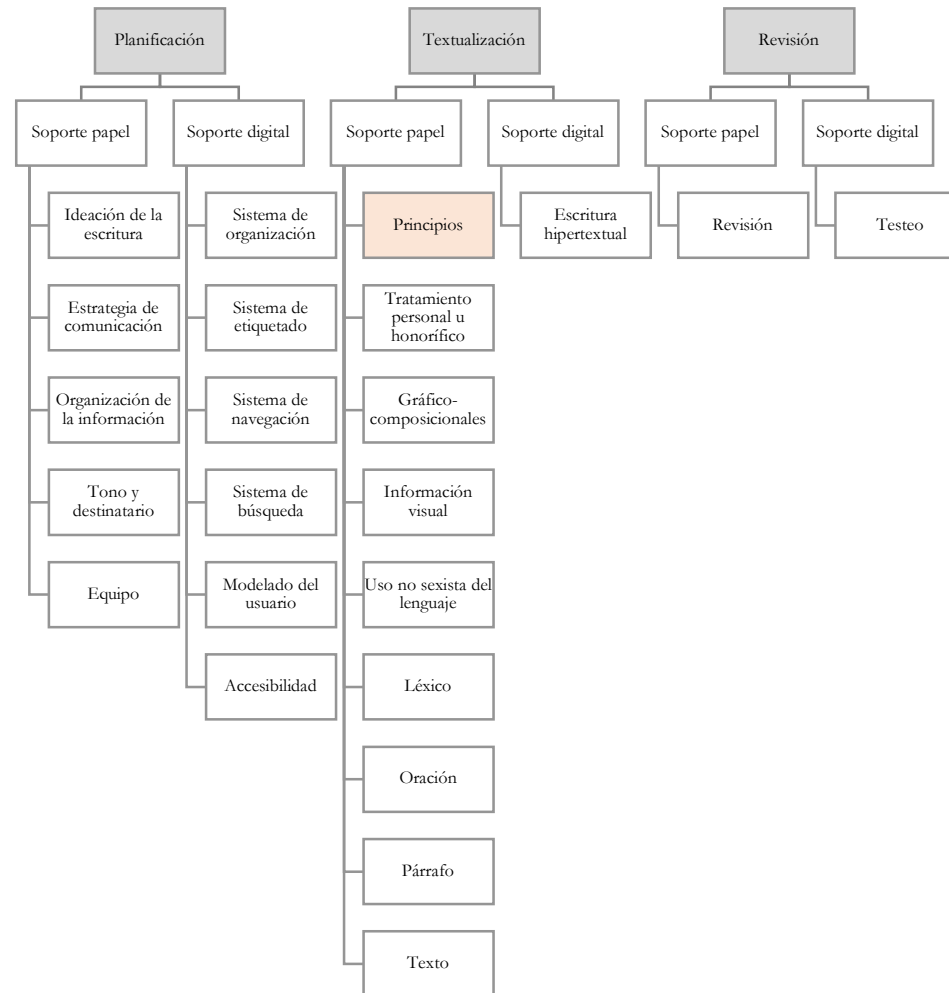 Planificación
Soporte papel
Ideación de la
escritura
Estrategia de
comunicación
Organización de
la información
Tono y
destinatario
Equipo
Soporte digital
Sistema de
organización
Sistema de
etiquetado
Sistema de
navegación
Sistema de
búsqueda
Modelado del
usuario
Accesibilidad
Textualización
Soporte papel
Principios
Tratamiento
personal u
honorífico
Gráfico-
composicionales
Información
visual
Uso no sexista del
lenguaje
Léxico
Oración
Párrafo
Texto
Soporte digital
Escritura
hipertextual
Revisión
Soporte papel
Revisión
Soporte digital
Testeo